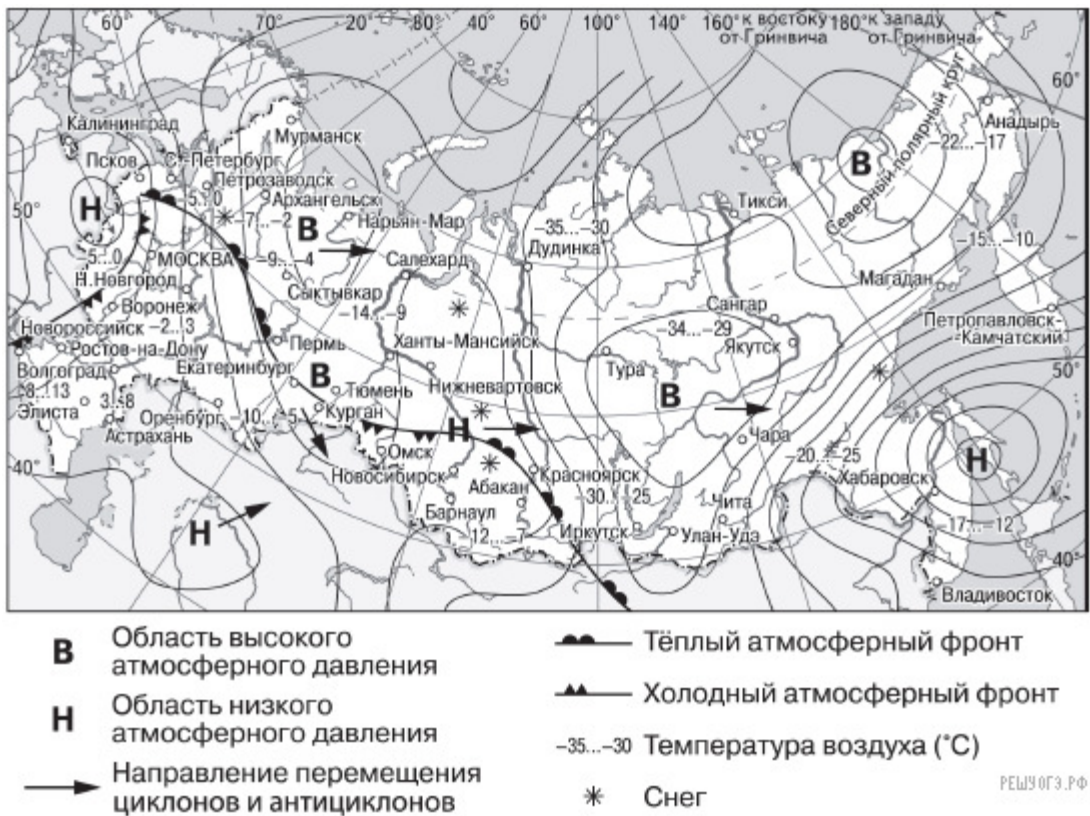 60° 70° 20° 80° 40° 60° 80° 100° 120° 140° 160° к востоку от Гринвича 180° к западу от Гринвича
60°
Калининград
Мурманск
Анадырь
Псков
С.-Петербург
Северный полярный круг
–22...–17
Петрозаводск
–5...0
Архангельск
В
50°
Н
–7...–2
В
Нарьян-Мар
–35...–30
Тикси
Дудинка
–15...–10
–5...0
МОСКВА
–9...–4
Салехард
Магадан
Н.Новгород
Сыктывкар
Сангар
Воронеж
–14...–9
–34...–29
Петропавловск-
-Камчатский
Новороссийск
–2...3
Пермь
Ханты-Мансийск
Якутск
Ростов-на-Дону
50°
Волгоград
Екатеринбург
В
Тюмень
Нижневартовск
Тура
В
8...13
Элиста
3...8
Оренбург
–10...–5
Курган
Н
Чара
Астрахань
Омск
–20...–25
Н
40°
Новосибирск
Красноярск
Хабаровск
Абакан
–30...–25
Чита
Барнаул
–17...–12
Н
–12...–7
Иркутск
Улан-Удэ
40°
Владивосток
В Область высокого
атмосферного давления
Н Область низкого
атмосферного давления
Направление перемещения
циклонов и антициклонов
Тёплый атмосферный фронт
Холодный атмосферный фронт
–35...–30 Температура воздуха (°С)
Снег
РЕШУОГЭ.РФ